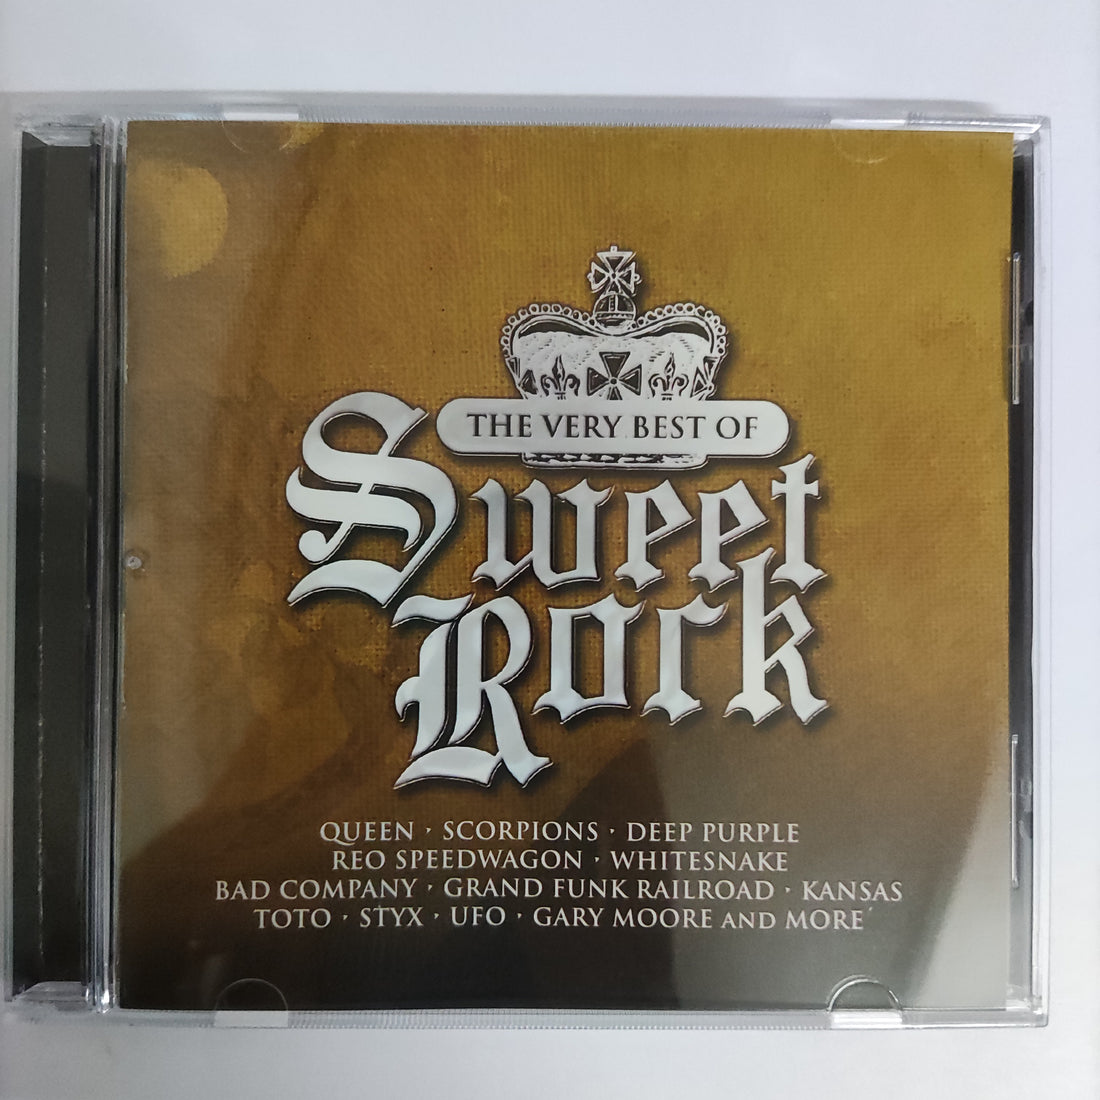 THE VERY BEST OF
Sweet
Rock
QUEEN · SCORPIONS · DEEP PURPLE
REO SPEEDWAGON · WHITESNAKE
BAD COMPANY · GRAND FUNK RAILROAD · KANSAS
TOTO · STYX · UFO · GARY MOORE AND MORE